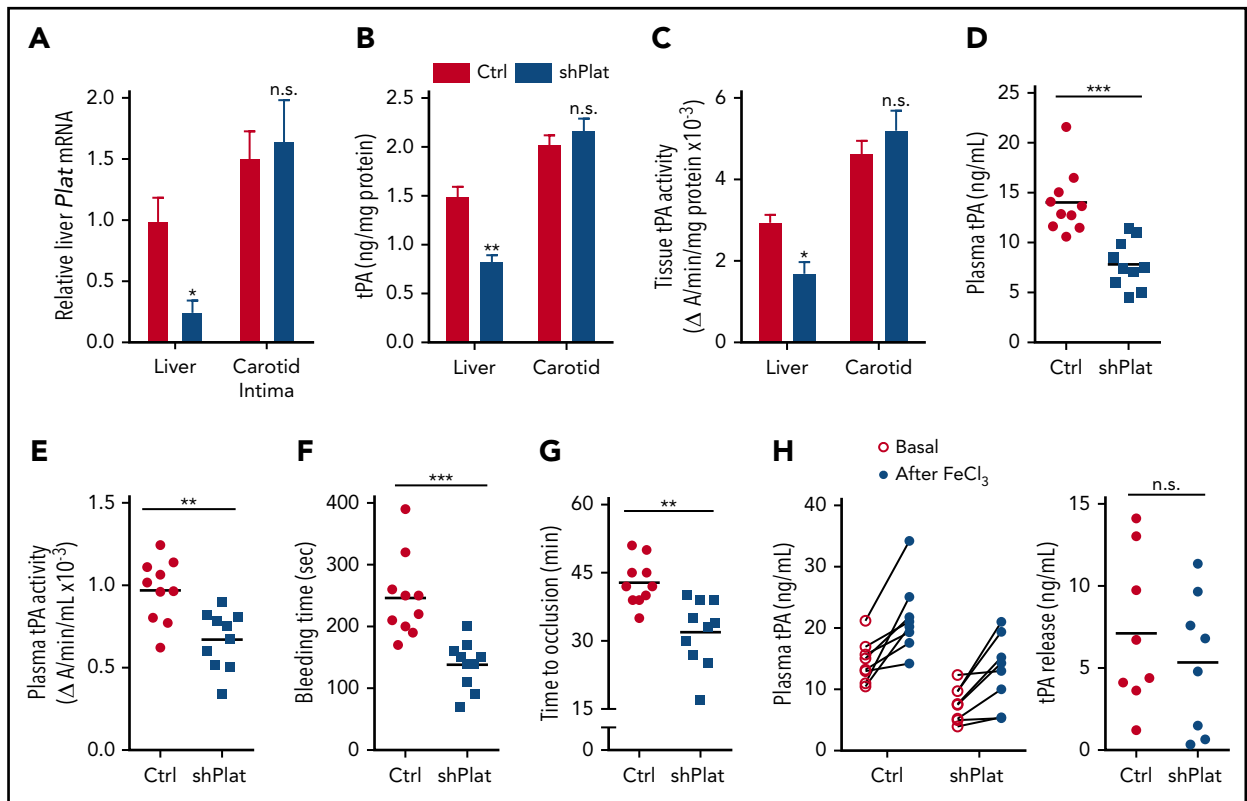 A
Relative liver Plat mRNA
2.0
1.5
1.0
0.5
0.0
*
n.s.
Liver
Carotid
Intima
B
Ctrl
shPlat
tPA (ng/mg protein)
2.5
2.0
1.5
1.0
0.5
0.0
**
n.s.
Liver
Carotid
C
Tissue tPA activity
(Δ A/min/mg protein x10-3)
6
4
2
0
*
n.s.
Liver
Carotid
D
Plasma tPA (ng/mL)
25
20
15
10
5
0
***
Ctrl
shPlat
E
Plasma tPA activity
(Δ A/min/mL x10-3)
1.5
1.0
0.5
0.0
**
Ctrl
shPlat
F
Bleeding time (sec)
400
300
200
100
0
***
Ctrl
shPlat
G
Time to occlusion (min)
60
45
30
15
0
**
Ctrl
shPlat
H
Basal
After FeCl3
Plasma tPA (ng/mL)
40
30
20
10
0
Ctrl
shPlat
tPA release (ng/mL)
15
10
5
0
n.s.
Ctrl
shPlat